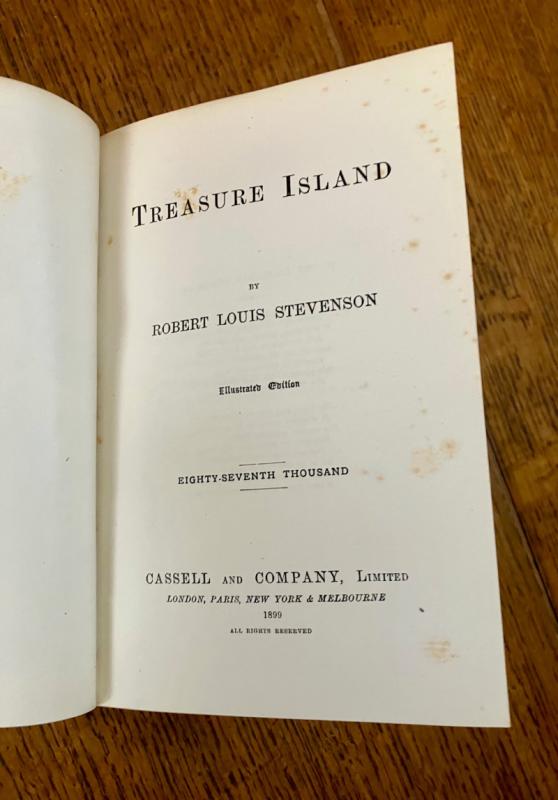 TREASURE ISLAND
BY
ROBERT LOUIS STEVENSON
Illustrated Edition
EIGHTY-SEVENTH THOUSAND
CASSELL AND COMPANY, LIMITED
LONDON, PARIS, NEW YORK & MELBOURNE
1899
ALL RIGHTS RESERVED